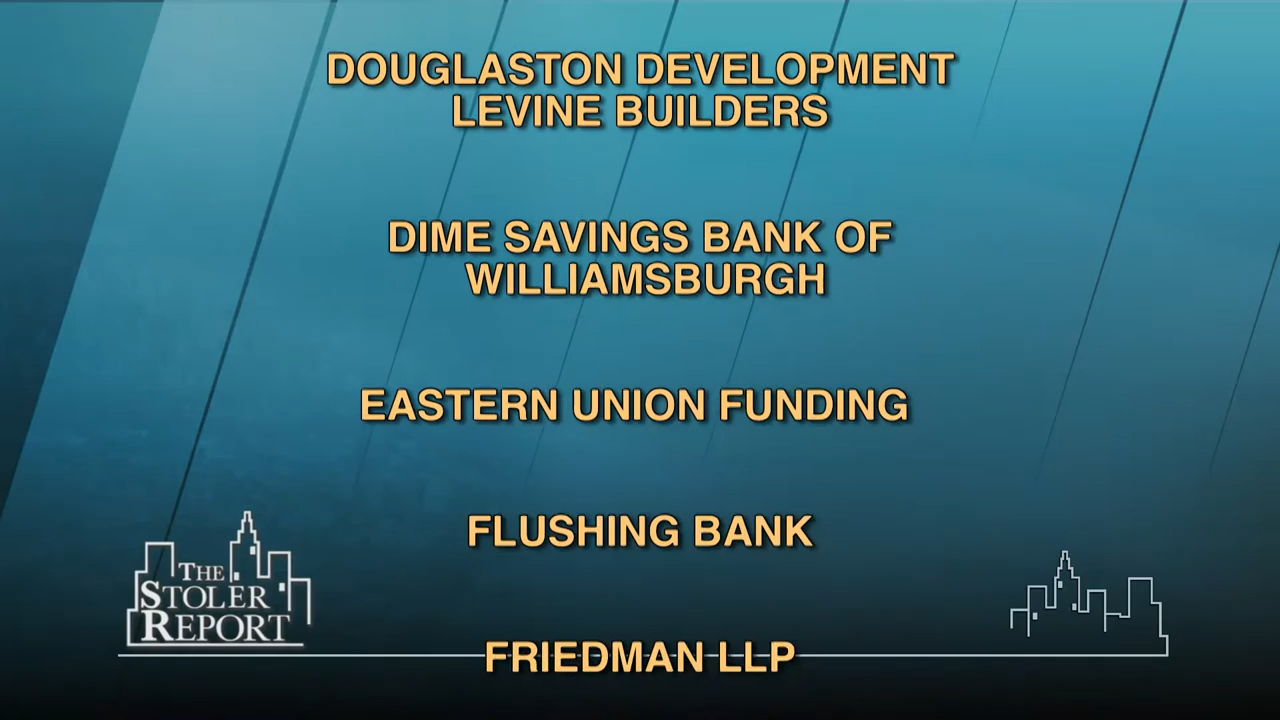 DOUGLASTON DEVELOPMENT
LEVINE BUILDERS
DIME SAVINGS BANK OF
WILLIAMSBURGH
EASTERN UNION FUNDING
FLUSHING BANK
THE
STOLER
REPORT
FRIEDMAN LLP